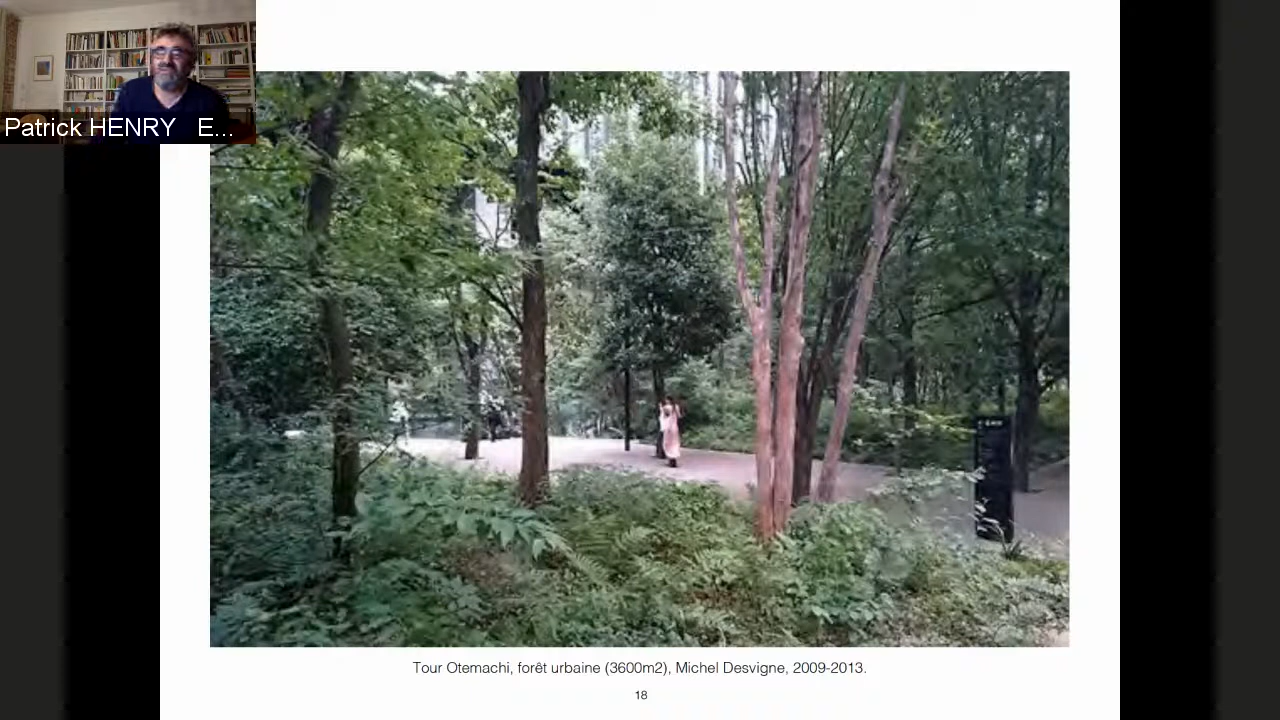 Patrick HENRY E...
Tour Otemachi, forêt urbaine (3600m2), Michel Desvigne, 2009-2013.
18